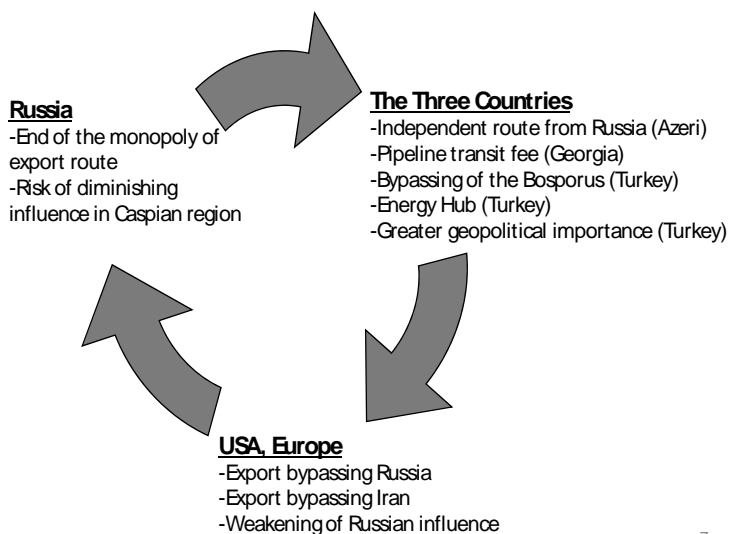 Russia
-End of the monopoly of
export route
-Risk of diminishing
influence in Caspian region
The Three Countries
-Independent route from Russia (Azeri)
-Pipeline transit fee (Georgia)
-Bypassing of the Bosporus (Turkey)
-Energy Hub (Turkey)
-Greater geopolitical importance (Turkey)
USA, Europe
-Export bypassing Russia
-Export bypassing Iran
-Weakening of Russian influence